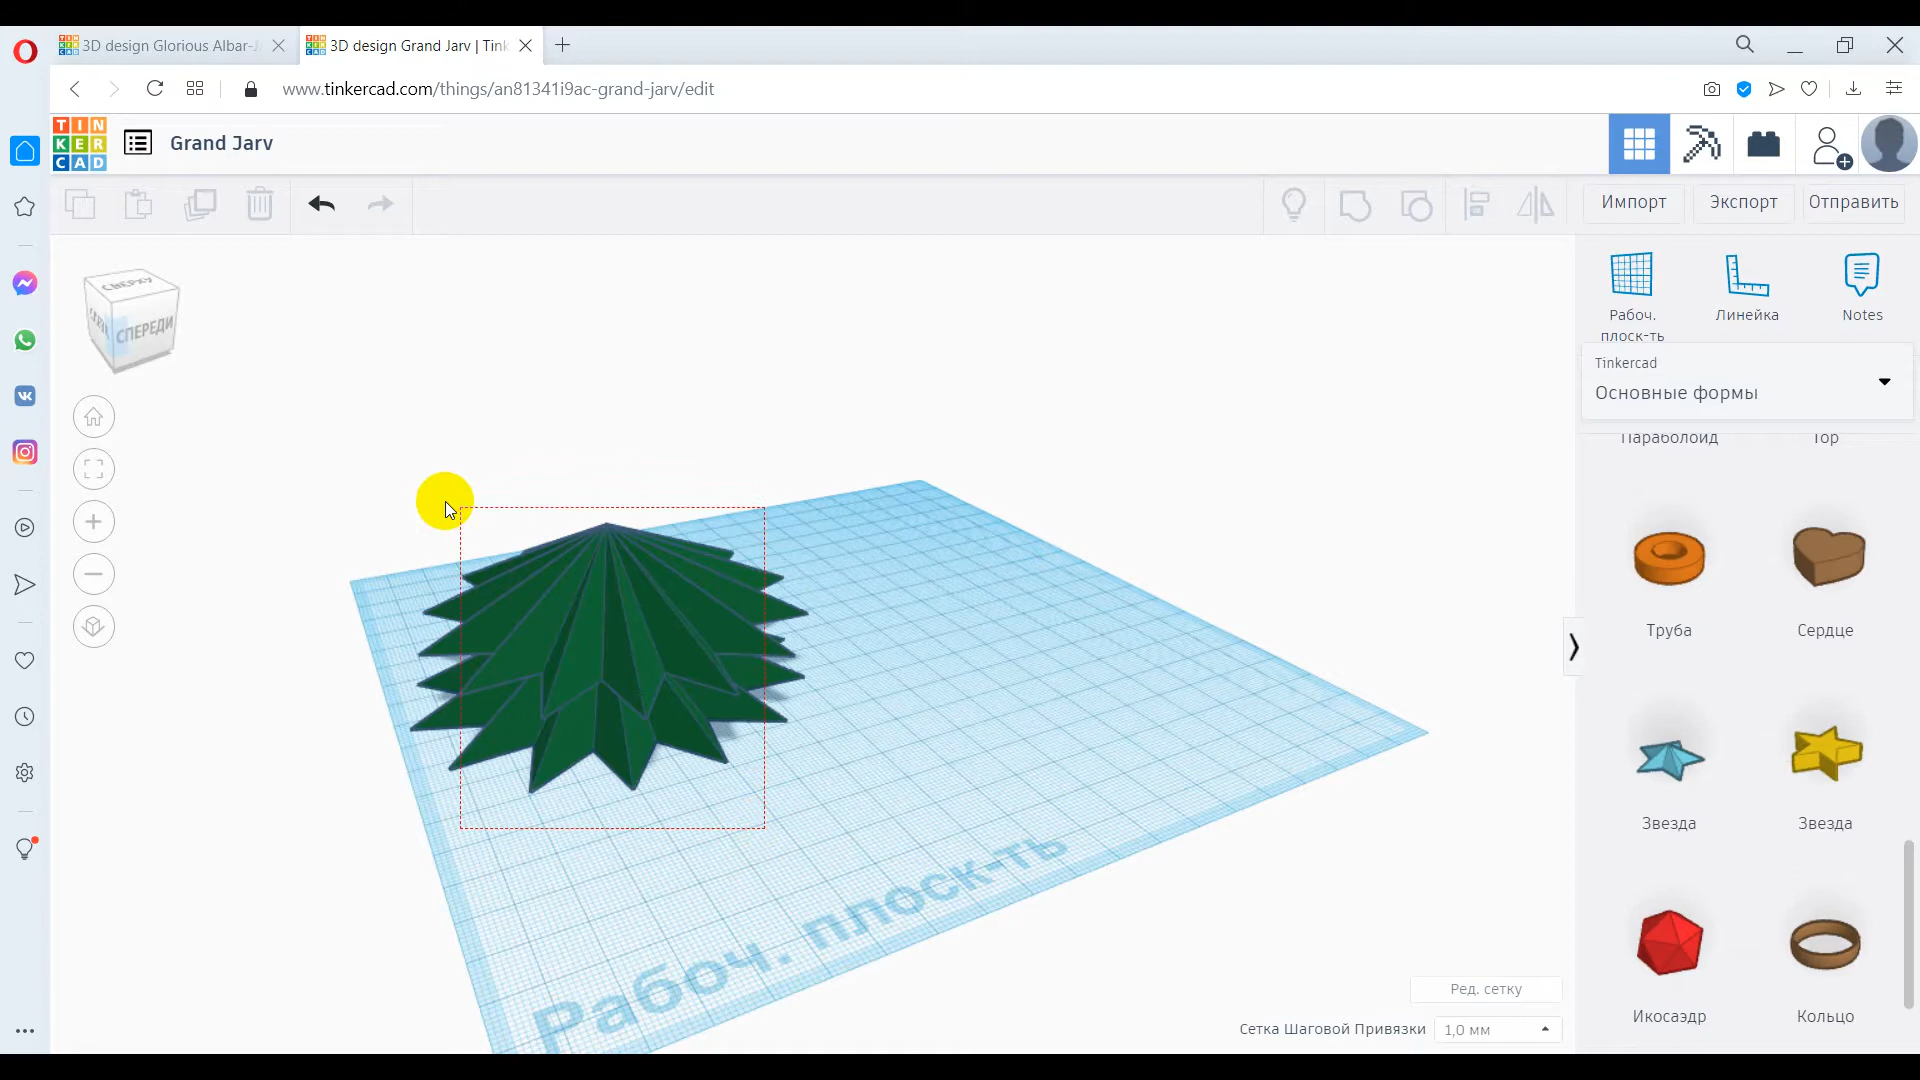 3D design Glorious Albar-J
3D design Grand Jarv | Tink
www.tinkercad.com/things/an81341i9ac-grand-jarv/edit
TIN
KER
CAD
Grand Jarv
Импорт
Экспорт
Отправить
СВЕРХУ
СПЕРЕДИ
Рабоч.
плоск-ть
Линейка
Notes
Tinkercad
Основные формы
Параболоид
Тор
Труба
Сердце
Звезда
Звезда
Икосаэдр
Кольцо
Рабоч. плоск-ть
Ред. сетку
Сетка Шаговой Привязки
1,0 мм